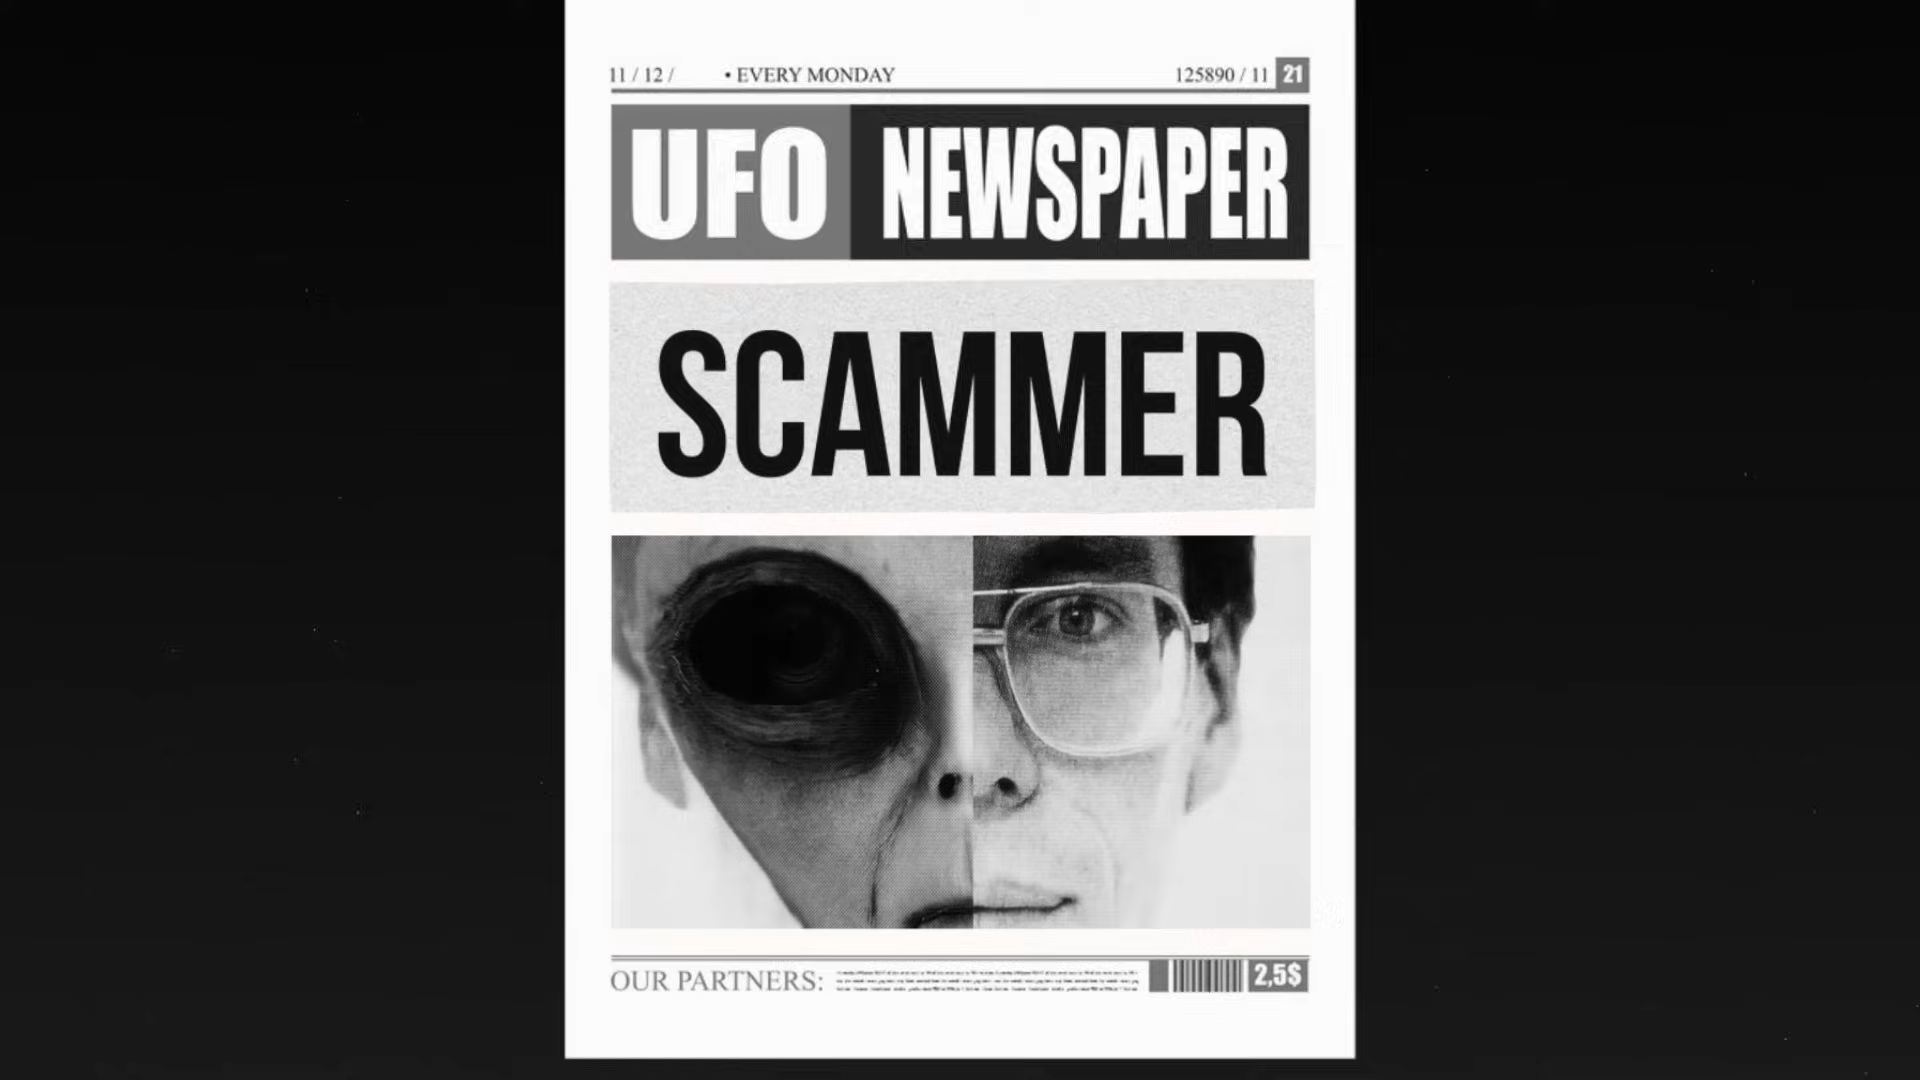 11 / 12 / • EVERY MONDAY 125890 / 11 21
UFO NEWSPAPER
SCAMMER
OUR PARTNERS:
2,5$